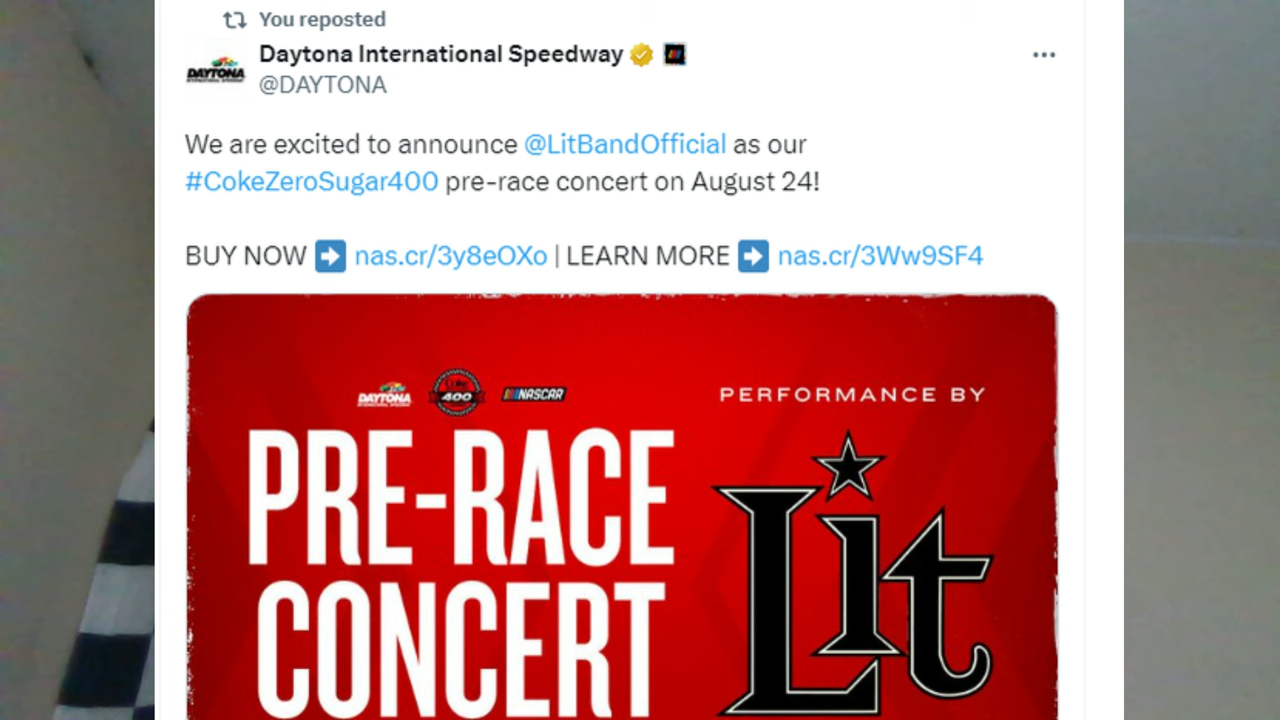 You reposted
Daytona International Speedway
@DAYTONA
DAYTONA
We are excited to announce @LitBandOfficial as our
#CokeZeroSugar400 pre-race concert on August 24!
BUY NOW ➡️ nas.cr/3y8eOXo | LEARN MORE ➡️ nas.cr/3Ww9SF4
DAYTONA
400
NASCAR
PERFORMANCE BY
PRE-RACE
CONCERT
Lit